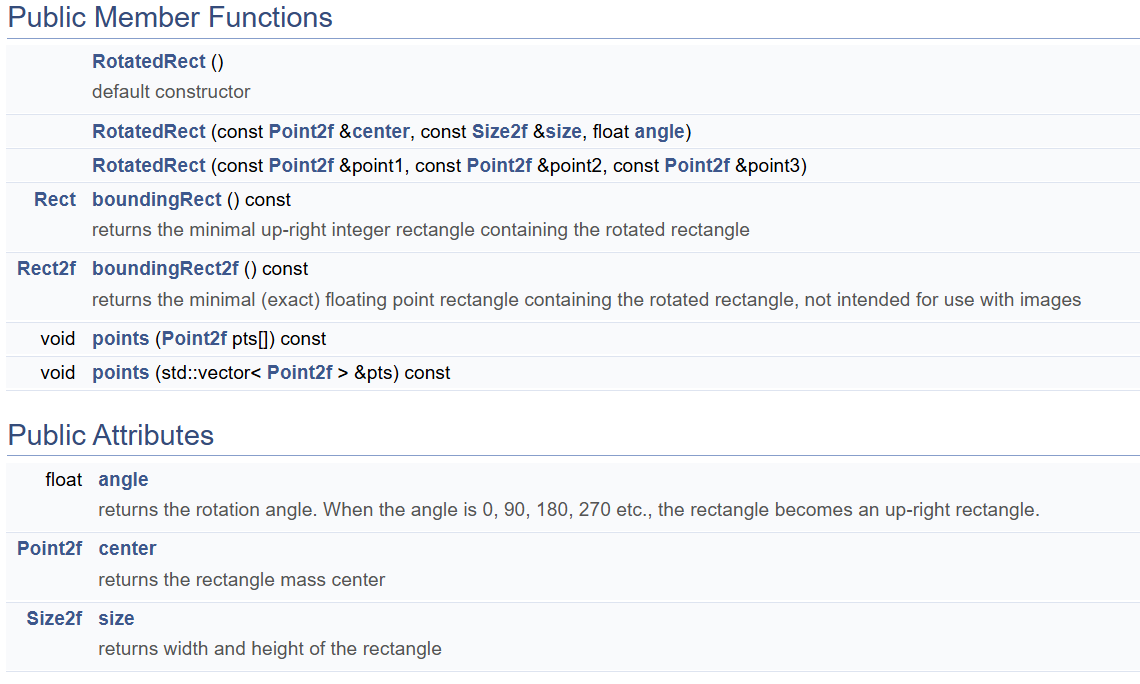 Public Member Functions
RotatedRect ()
default constructor
RotatedRect (const Point2f &center, const Size2f &size, float angle)
RotatedRect (const Point2f &point1, const Point2f &point2, const Point2f &point3)
Rect boundingRect () const
returns the minimal up-right integer rectangle containing the rotated rectangle
Rect2f boundingRect2f () const
returns the minimal (exact) floating point rectangle containing the rotated rectangle, not intended for use with images
void points (Point2f pts[]) const
void points (std::vector< Point2f > &pts) const
Public Attributes
float angle
returns the rotation angle. When the angle is 0, 90, 180, 270 etc., the rectangle becomes an up-right rectangle.
Point2f center
returns the rectangle mass center
Size2f size
returns width and height of the rectangle